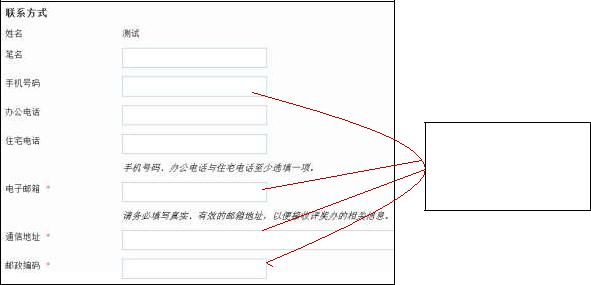 联系方式
姓名 测试
笔名
手机号码
办公电话
住宅电话
手机号码、办公电话与住宅电话至少选填一项。
电子邮箱 *
请务必填写真实、有效的邮箱地址，以便接收评奖办的相关信息。
通信地址 *
邮政编码 *